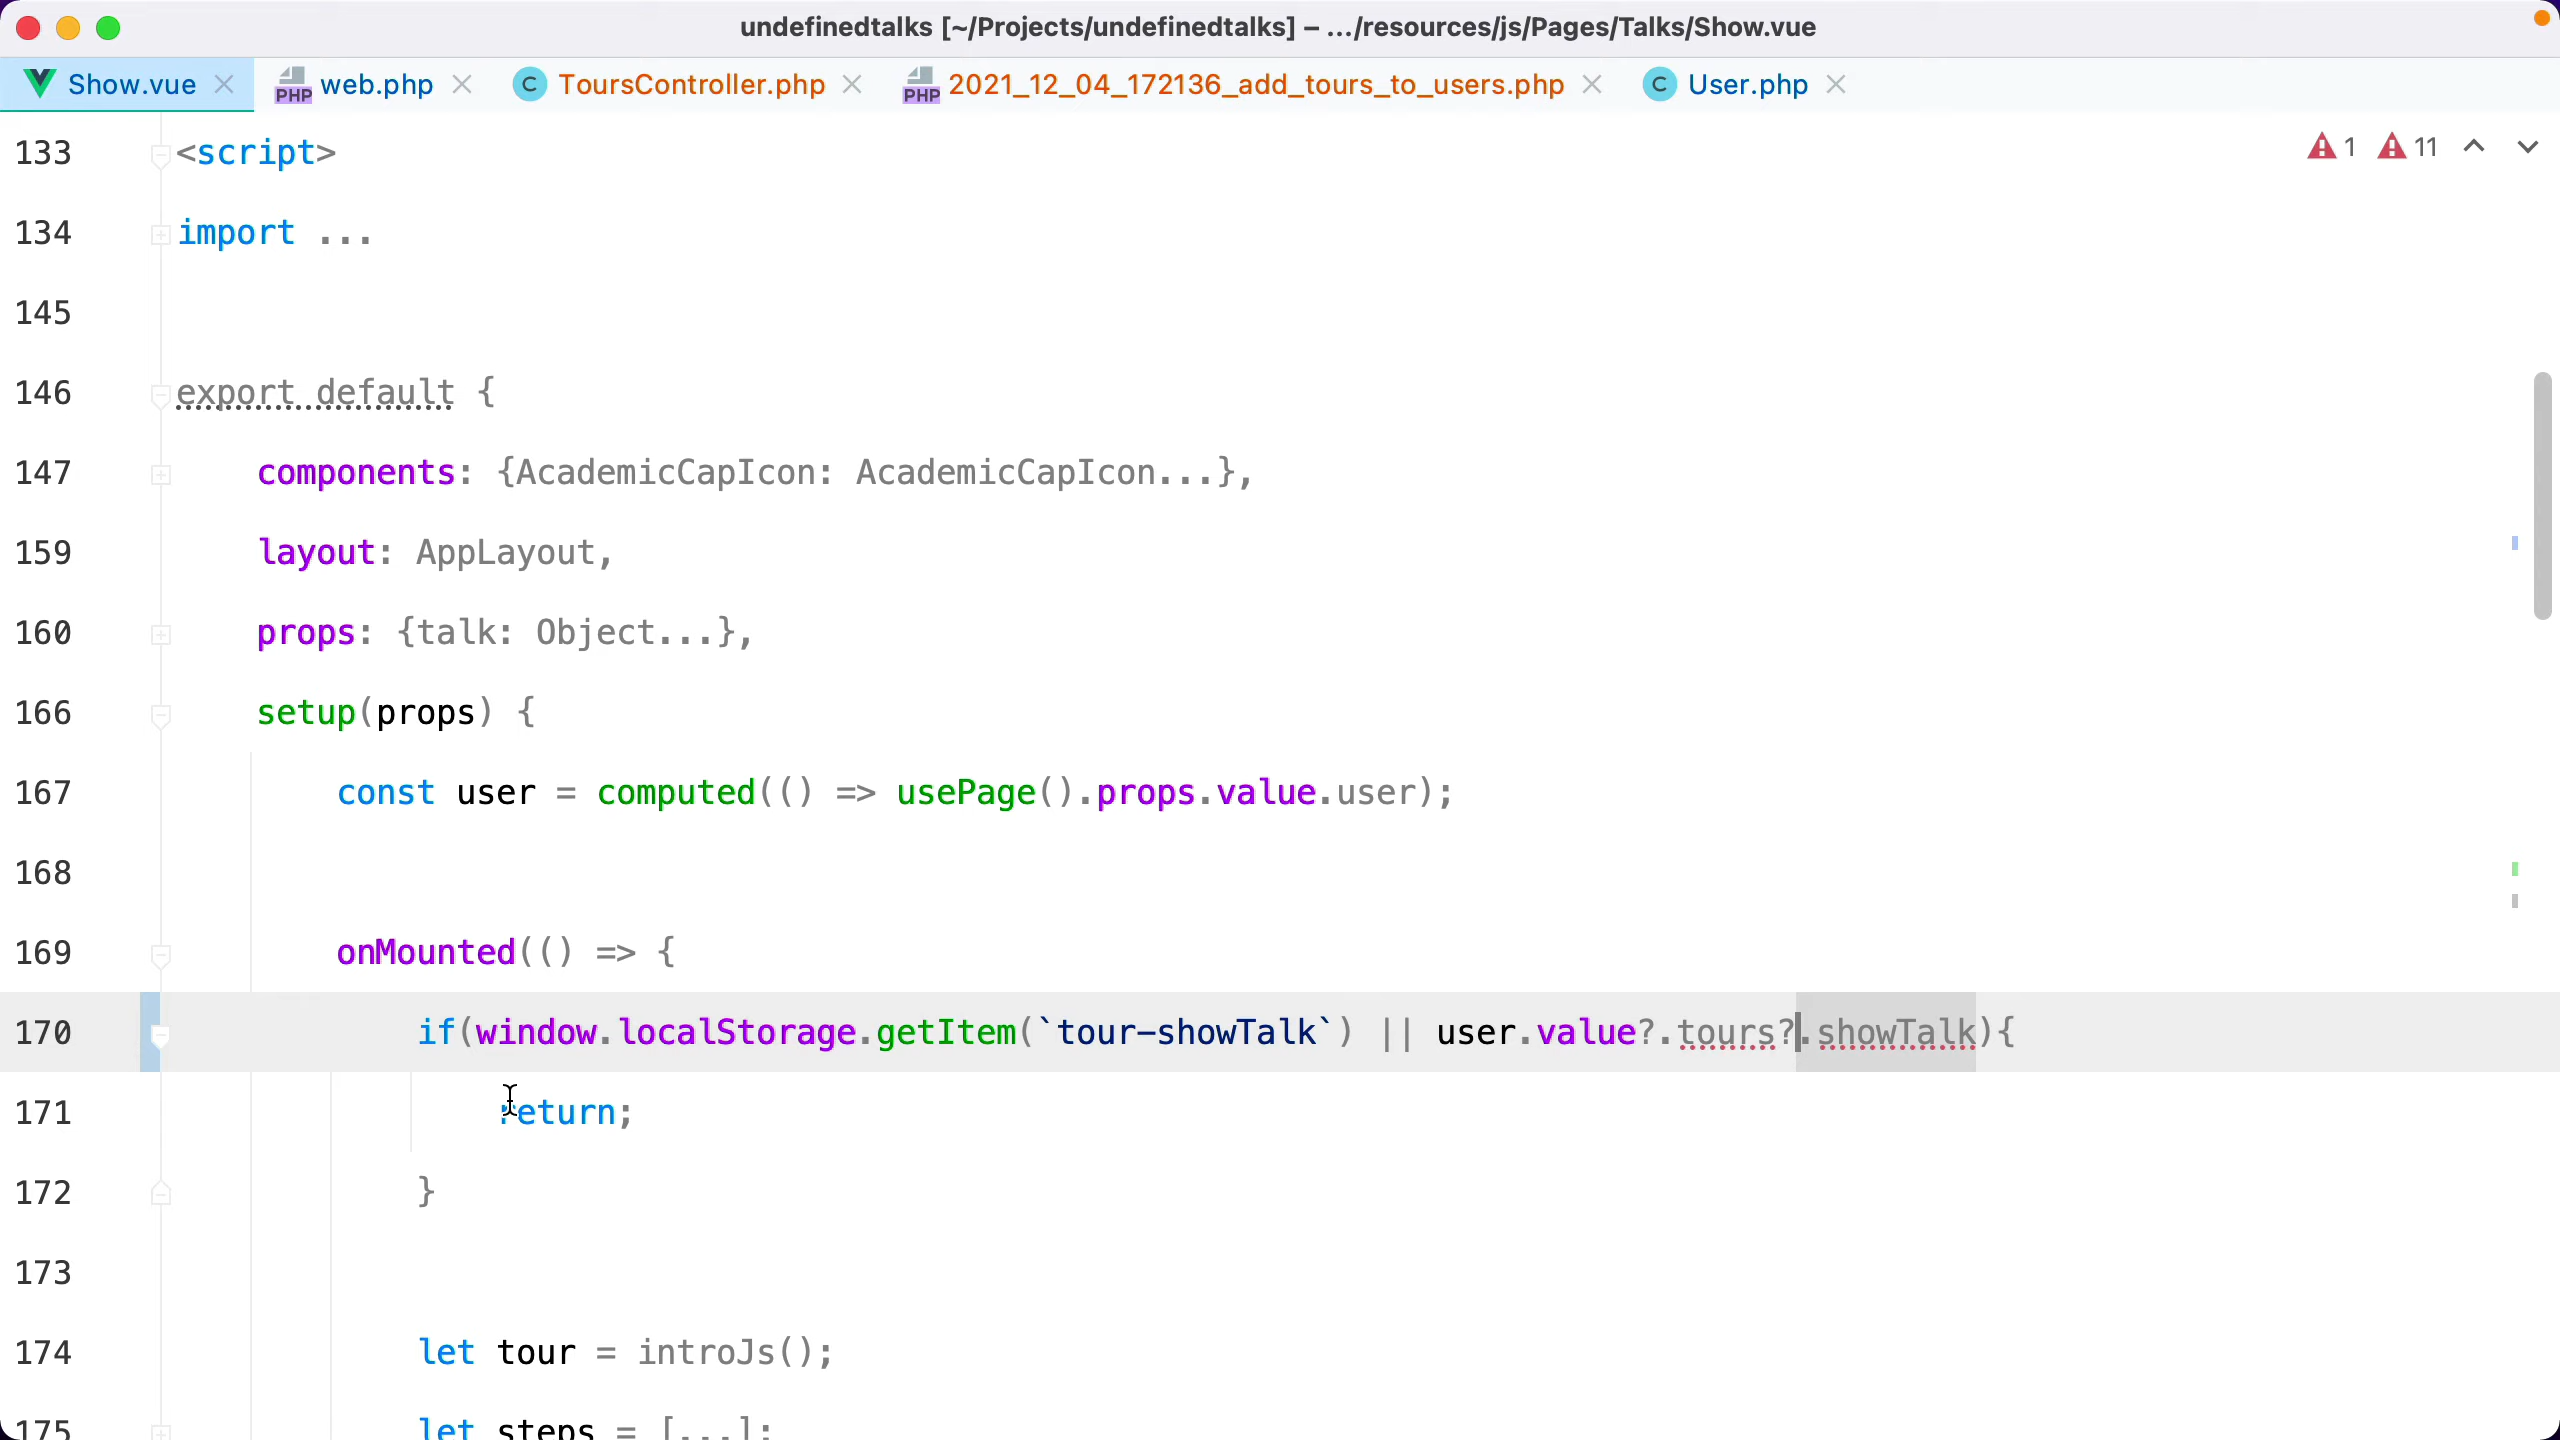 undefinedtalks [~/Projects/undefinedtalks] – .../resources/js/Pages/Talks/Show.vue
Show.vue
PHP web.php
C ToursController.php
PHP 2021_12_04_172136_add_tours_to_users.php
C User.php
133 <script>
1 11
134 import ...
145
146 export default {
147 components: {AcademicCapIcon: AcademicCapIcon...},
159 layout: AppLayout,
160 props: {talk: Object...},
166 setup(props) {
167 const user = computed(() => usePage().props.value.user);
168
169 onMounted(() => {
170 if(window.localStorage.getItem(`tour-showTalk`) || user.value?.tours?.showTalk){
171 return;
172 }
173
174 let tour = introJs();
175 let steps = [...];